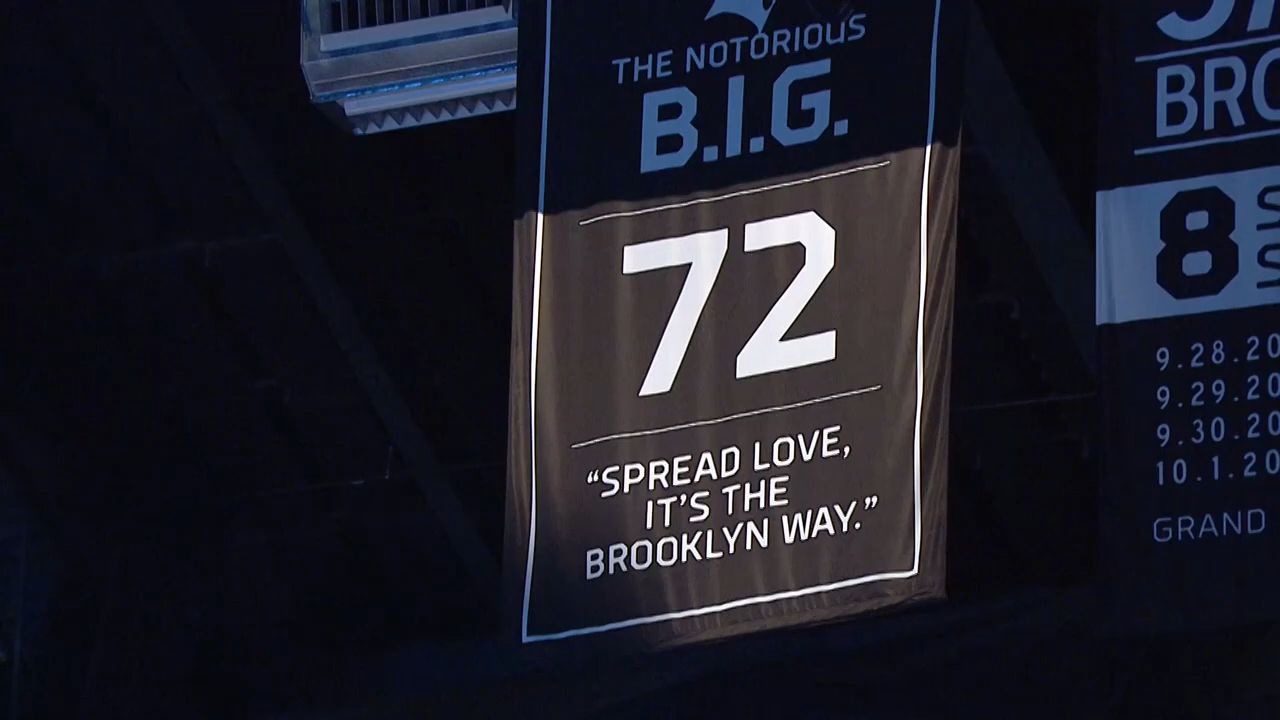 THE NOTORIOUS
B.I.G.
72
“SPREAD LOVE,
IT’S THE
BROOKLYN WAY.”
BRO
8
9.28.20
9.29.20
9.30.20
10.1.20
GRAND